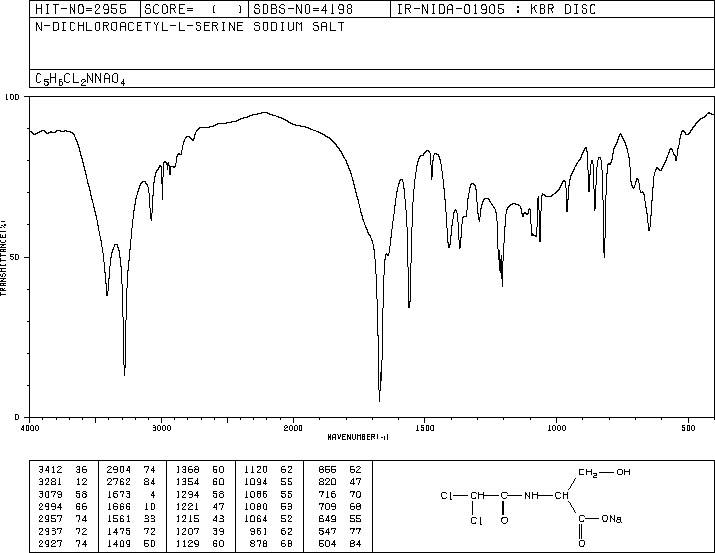 HIT-NO=2955 SCORE= ( ) SDBS-NO=4198 IR-NIDA-01905 : KBR DISC
N-DICHLOROACETYL-L-SERINE SODIUM SALT
C5H6CL2NNAO4
100
TRANSMITTANCE(%)
50
0
4000 3000 2000 1500 1000 500
WAVENUMBER(-1)
3412 36 2904 74 1368 50 1120 62 855 62
3281 12 2762 84 1354 60 1094 55 820 47
3079 58 1673 4 1294 58 1086 55 716 70
2994 66 1666 10 1221 47 1080 53 709 68
2957 74 1561 33 1215 43 1064 52 649 55
2937 72 1475 72 1207 39 961 62 547 77
2927 74 1409 50 1129 60 878 68 504 84
CH2 OH
Cl CH C NH CH
Cl O C ONa
O